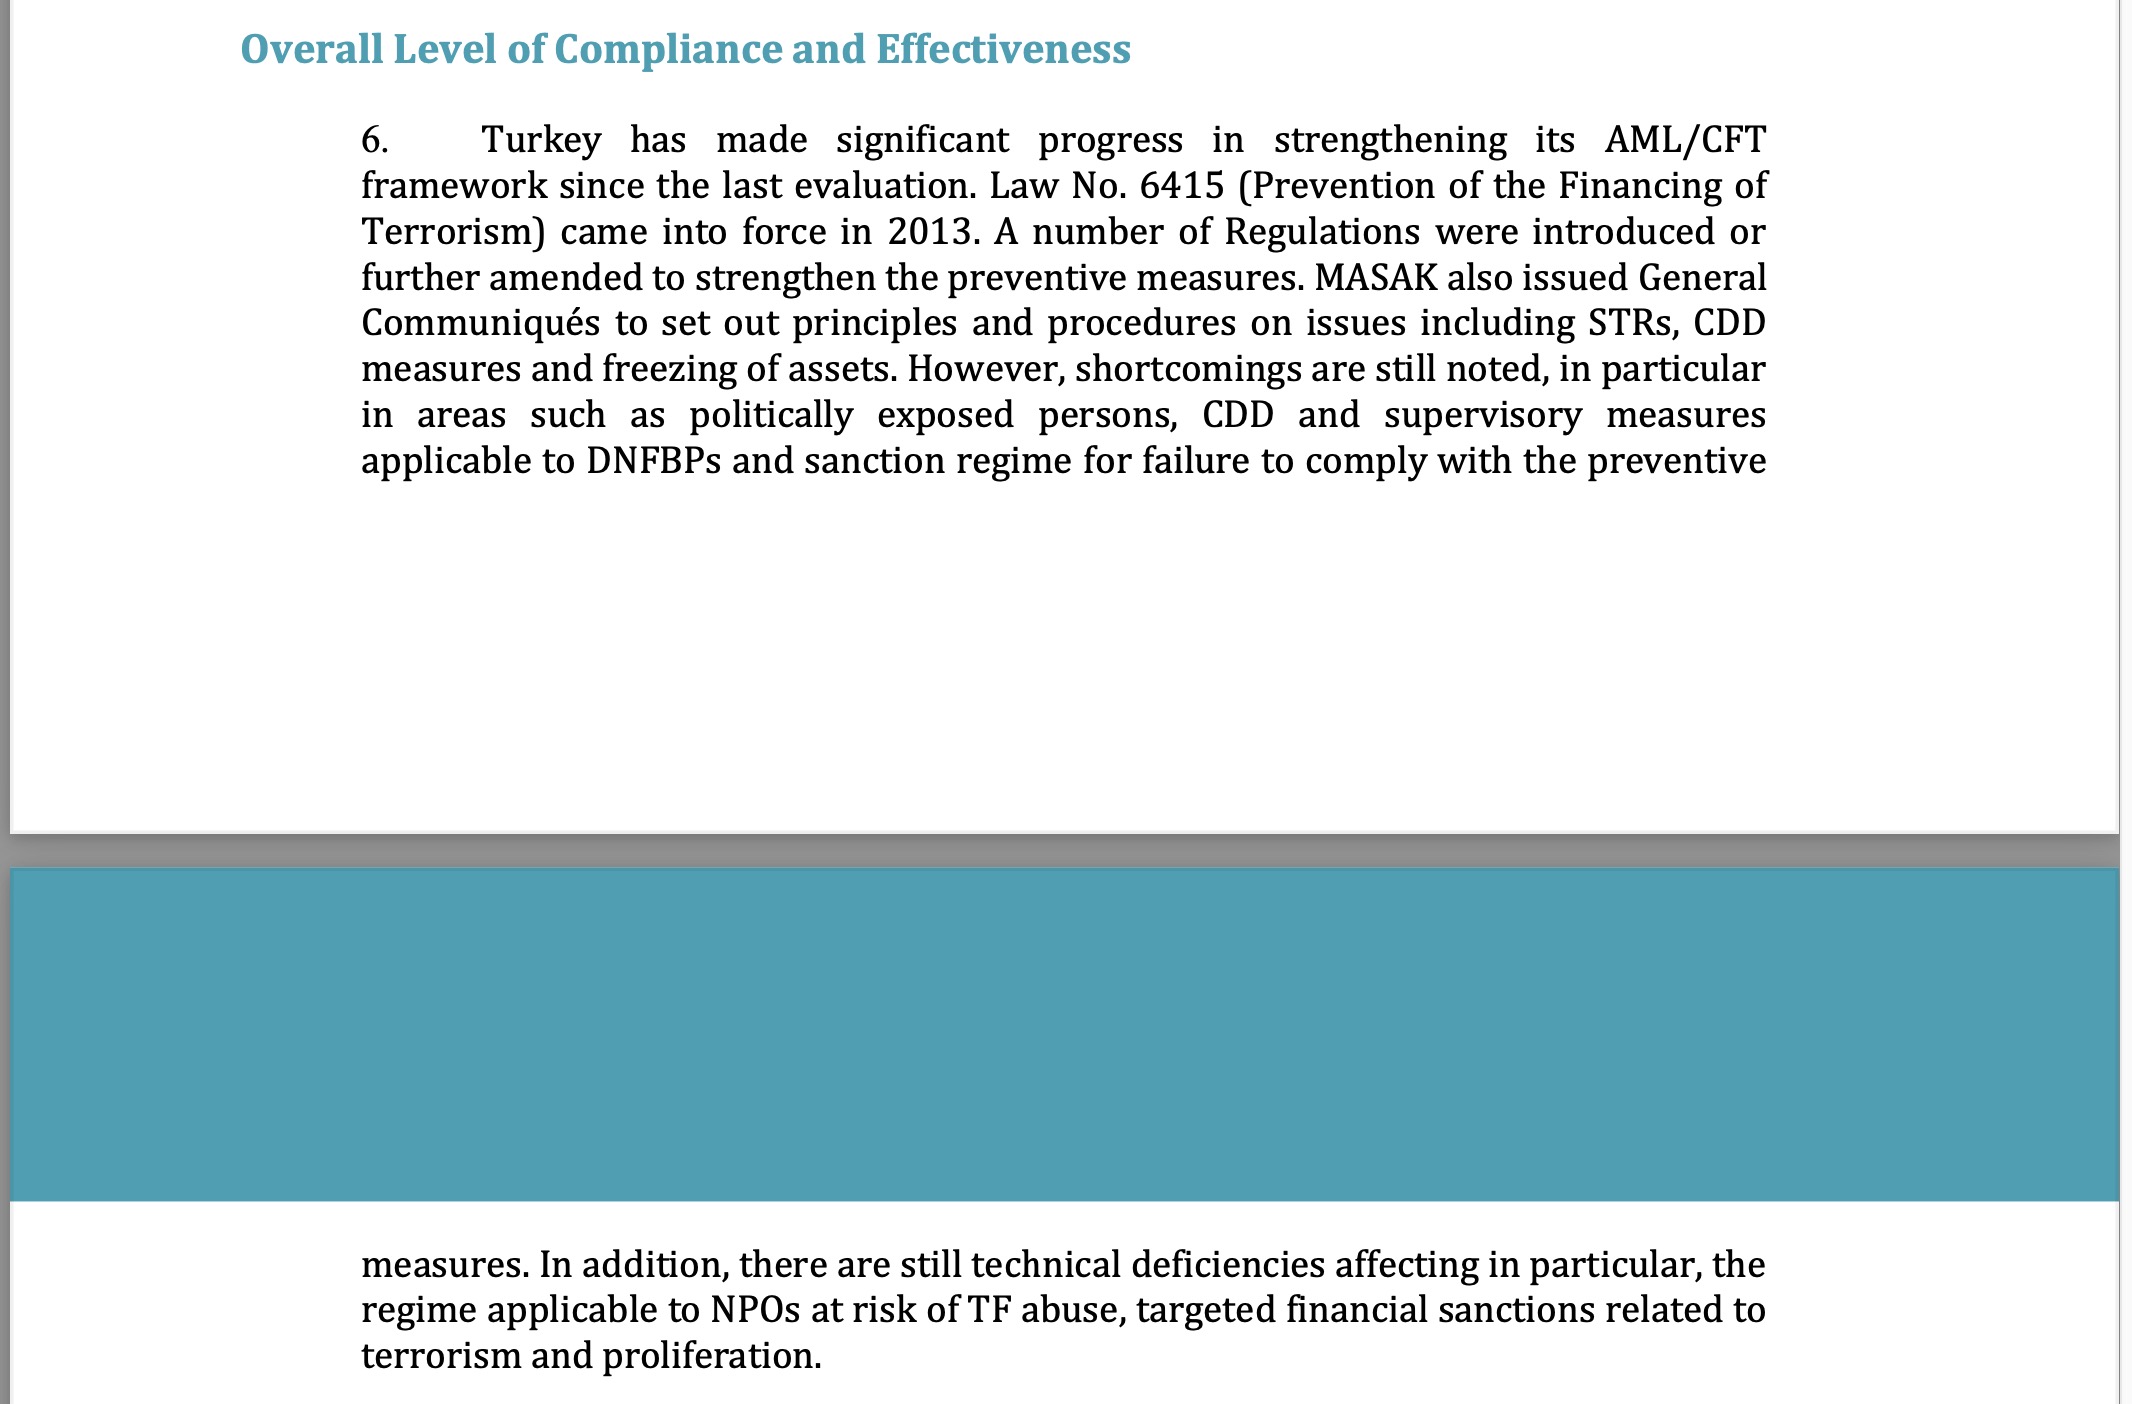 Overall Level of Compliance and Effectiveness
6. Turkey has made significant progress in strengthening its AML/CFT
framework since the last evaluation. Law No. 6415 (Prevention of the Financing of
Terrorism) came into force in 2013. A number of Regulations were introduced or
further amended to strengthen the preventive measures. MASAK also issued General
Communiqués to set out principles and procedures on issues including STRs, CDD
measures and freezing of assets. However, shortcomings are still noted, in particular
in areas such as politically exposed persons, CDD and supervisory measures
applicable to DNFBPs and sanction regime for failure to comply with the preventive
measures. In addition, there are still technical deficiencies affecting in particular, the
regime applicable to NPOs at risk of TF abuse, targeted financial sanctions related to
terrorism and proliferation.